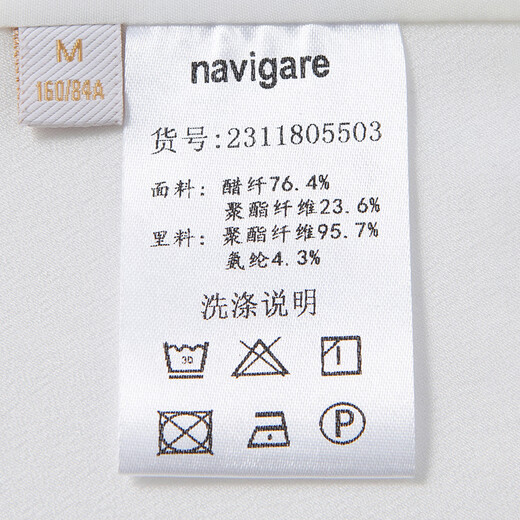 M
160/84A
navigare
货号:2311805503
面料: 醋纤76.4%
聚酯纤维23.6%
里料: 聚酯纤维95.7%
氨纶4.3%
洗涤说明
30
P